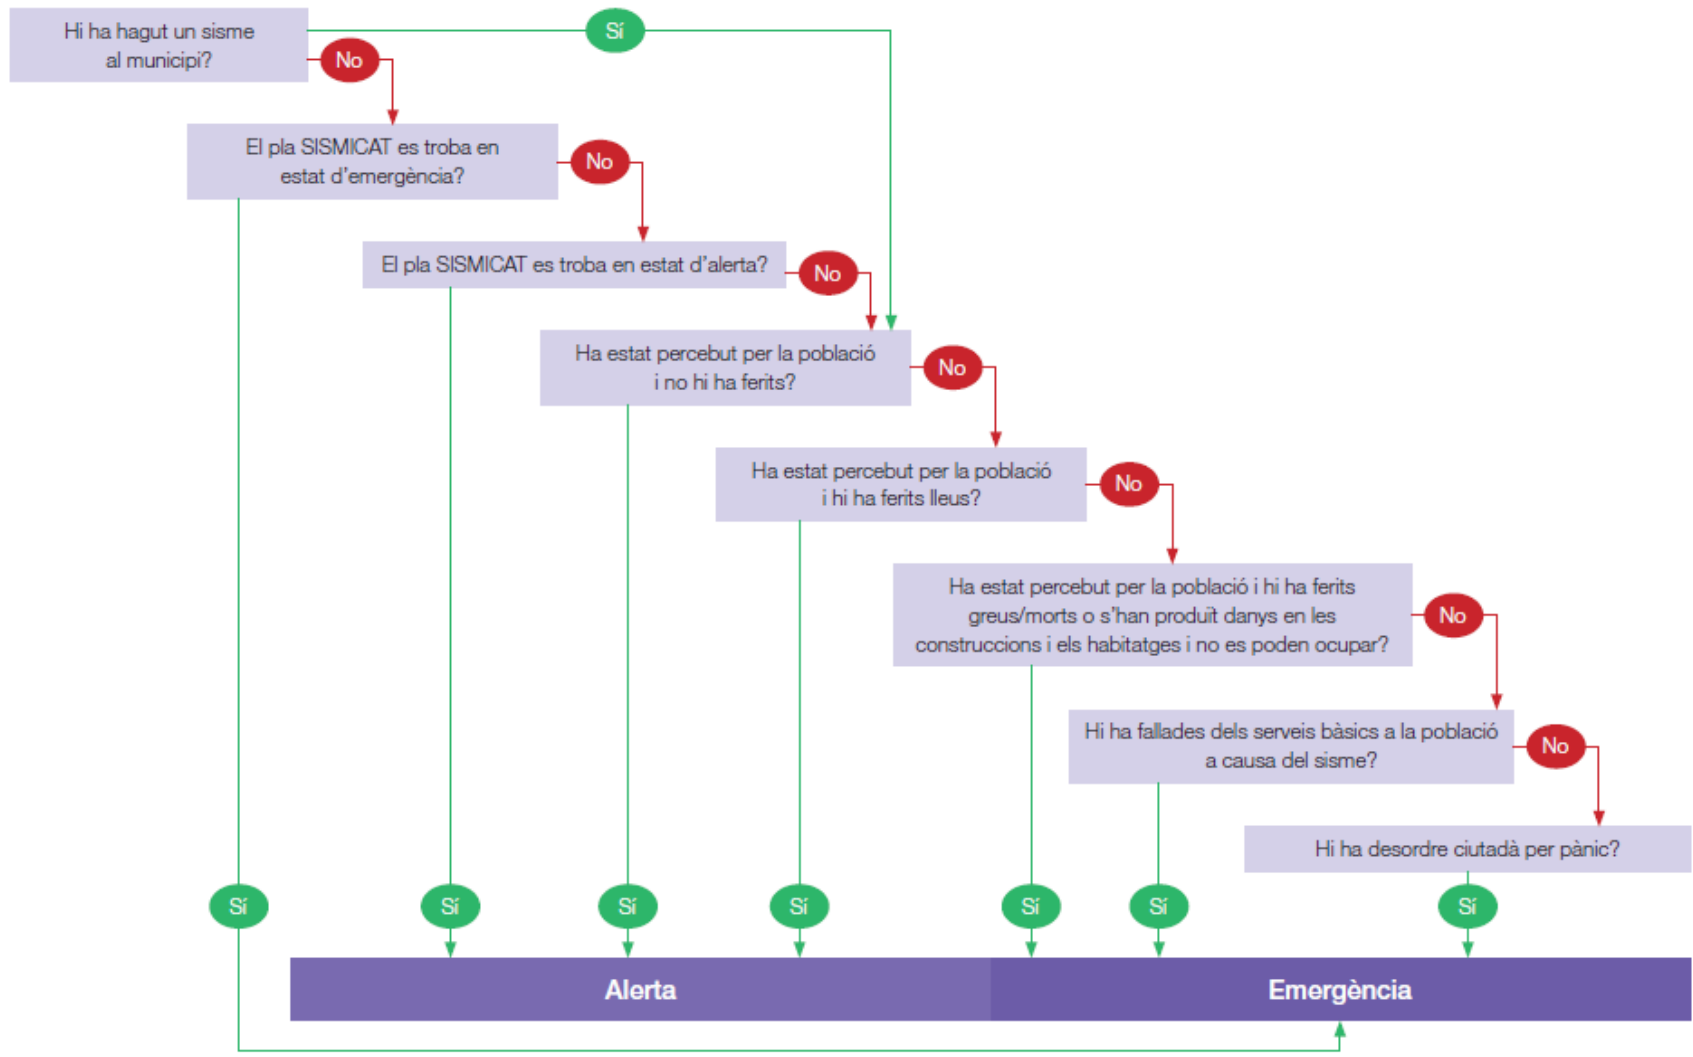 Hi ha hagut un sisme
al municipi?
Sí
No
El pla SISMICAT es troba en
estat d'emergència?
No
El pla SISMICAT es troba en estat d'alerta?
No
Ha estat percebut per la població
i no hi ha ferits?
No
Ha estat percebut per la població
i hi ha ferits lleus?
No
Ha estat percebut per la població i hi ha ferits
greus/morts o s'han produït danys en les
construccions i els habitatges i no es poden ocupar?
No
Hi ha fallades dels serveis bàsics a la població
a causa del sisme?
No
Hi ha desordre ciutadà per pànic?
Sí
Sí
Sí
Sí
Sí
Sí
Sí
Alerta
Emergència